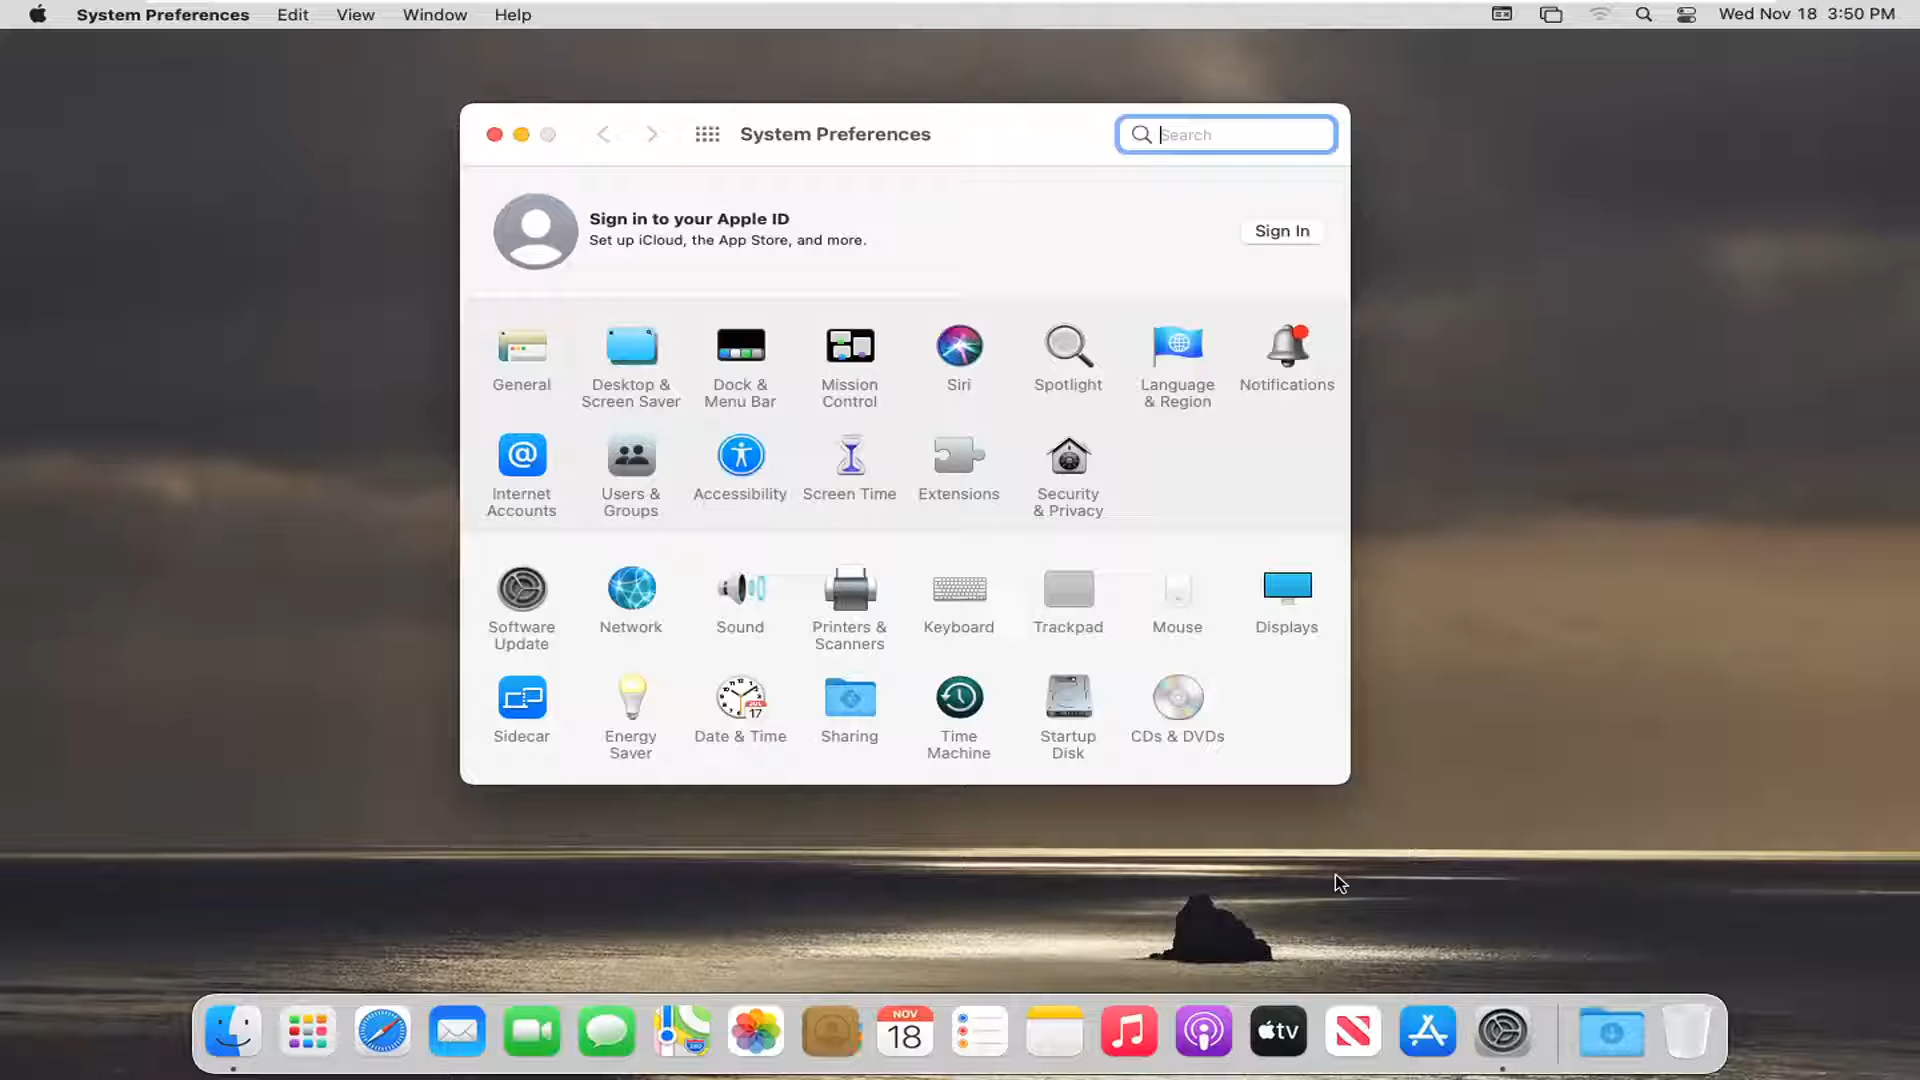 System Preferences Edit View Window Help Wed Nov 18 3:50 PM
System Preferences Search
Sign in to your Apple ID
Set up iCloud, the App Store, and more.
Sign In
General
Desktop &
Screen Saver
Dock &
Menu Bar
Mission
Control
Siri
Spotlight
Language
& Region
Notifications
Internet
Accounts
Users &
Groups
Accessibility
Screen Time
Extensions
Security
& Privacy
Software
Update
Network
Sound
Printers &
Scanners
Keyboard
Trackpad
Mouse
Displays
Sidecar
Energy
Saver
JUL
17
Date & Time
Sharing
Time
Machine
Startup
Disk
CDs & DVDs
NOV
18
tv